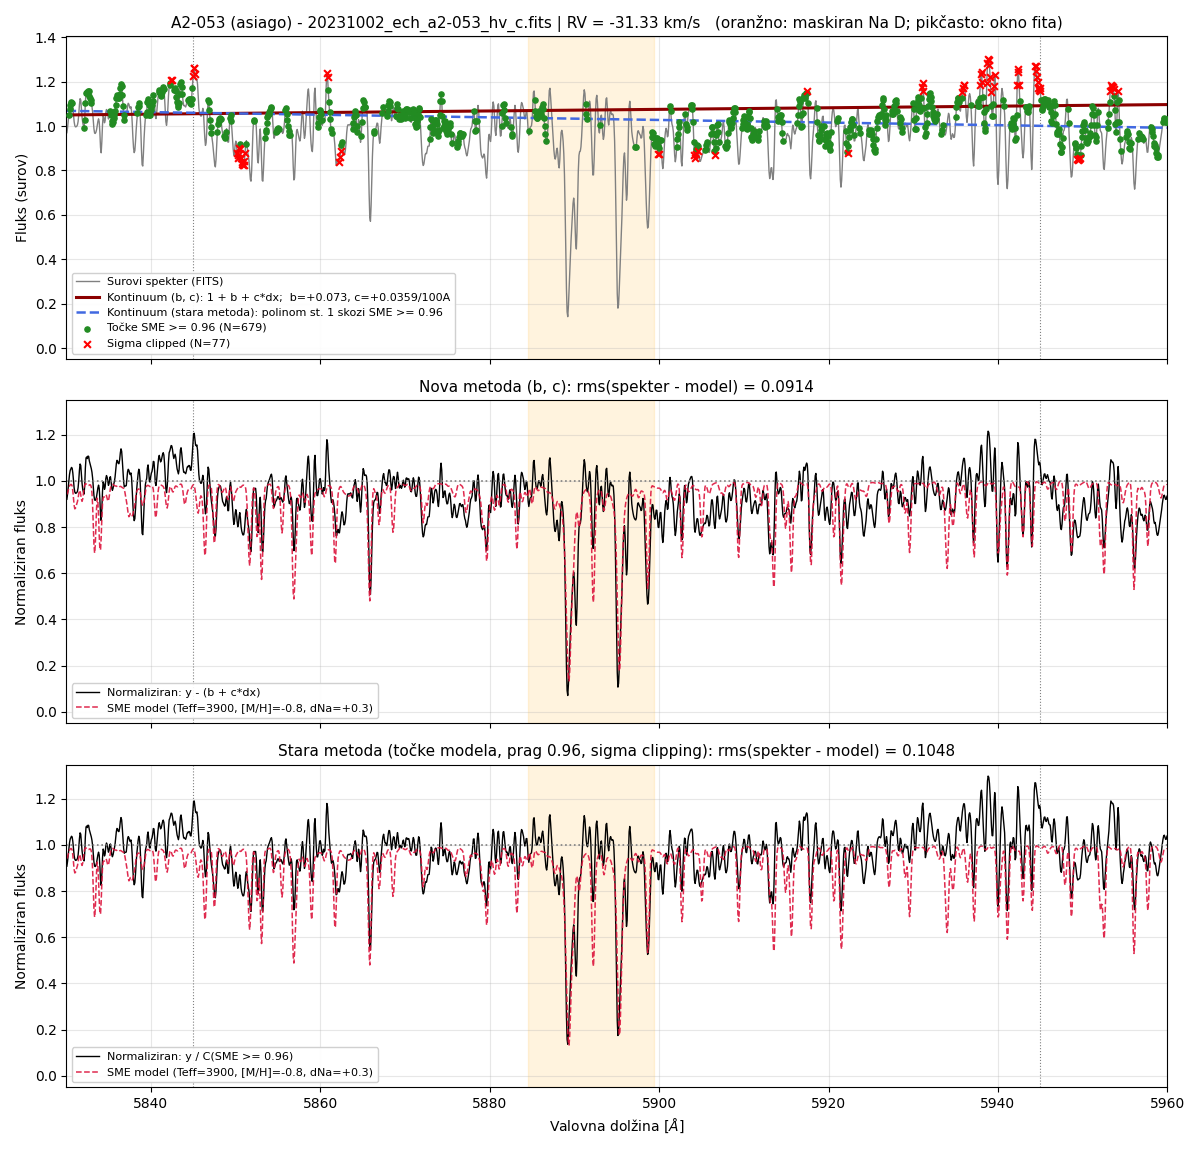 A2-053 (asiago) - 20231002_ech_a2-053_hv_c.fits | RV = -31.33 km/s   (oranžno: maskiran Na D; pikčasto: okno fita)
Fluks (surov)
1.4
1.2
1.0
0.8
0.6
0.4
0.2
0.0
Surovi spekter (FITS)
Kontinuum (b, c): 1 + b + c*dx;  b=+0.073, c=+0.0359/100A
Kontinuum (stara metoda): polinom st. 1 skozi SME >= 0.96
Točke SME >= 0.96 (N=679)
Sigma clipped (N=77)
Nova metoda (b, c): rms(spekter - model) = 0.0914
Normaliziran fluks
1.2
1.0
0.8
0.6
0.4
0.2
0.0
Normaliziran: y - (b + c*dx)
SME model (Teff=3900, [M/H]=-0.8, dNa=+0.3)
Stara metoda (točke modela, prag 0.96, sigma clipping): rms(spekter - model) = 0.1048
Normaliziran fluks
1.2
1.0
0.8
0.6
0.4
0.2
0.0
Normaliziran: y / C(SME >= 0.96)
SME model (Teff=3900, [M/H]=-0.8, dNa=+0.3)
5840 5860 5880 5900 5920 5940 5960
Valovna dolžina [Å]